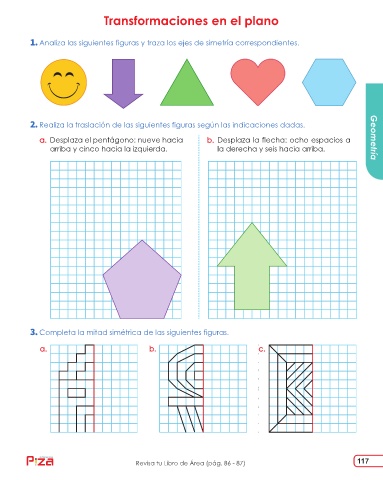 Transformaciones en el plano
1. Analiza las siguientes figuras y traza los ejes de simetría correspondientes.
2. Realiza la traslación de las siguientes figuras según las indicaciones dadas.
a. Desplaza el pentágono: nueve hacia
arriba y cinco hacia la izquierda.
b. Desplaza la flecha: ocho espacios a
la derecha y seis hacia arriba.
Geometría
3. Completa la mitad simétrica de las siguientes figuras.
a.
b.
c.
Revisa tu Libro de Área (pág. 86 - 87)
117